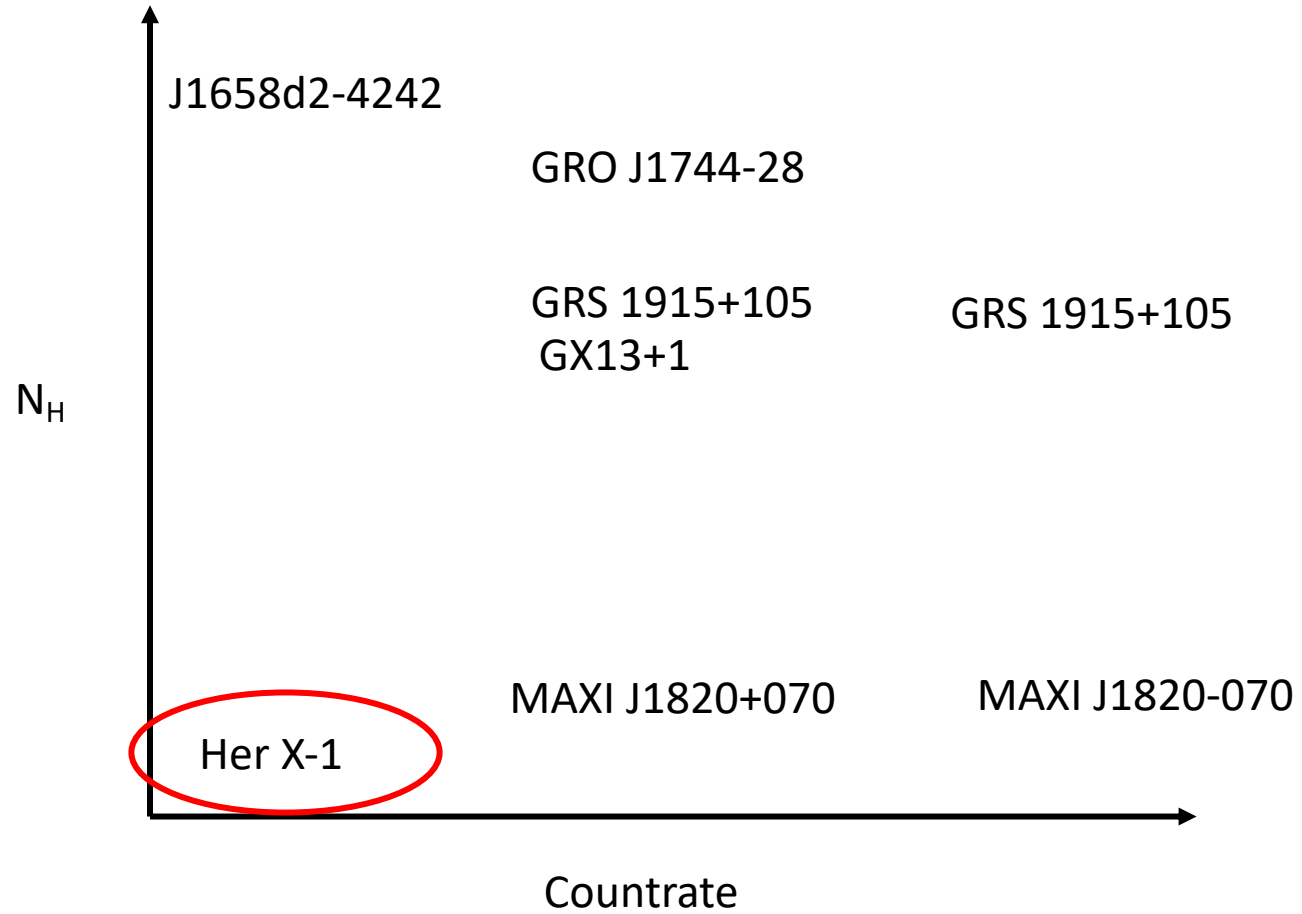 J1658d2-4242
GRO J1744-28
GRS 1915+105
GRS 1915+105
GX13+1
N_H
MAXI J1820+070
MAXI J1820-070
Her X-1
Countrate